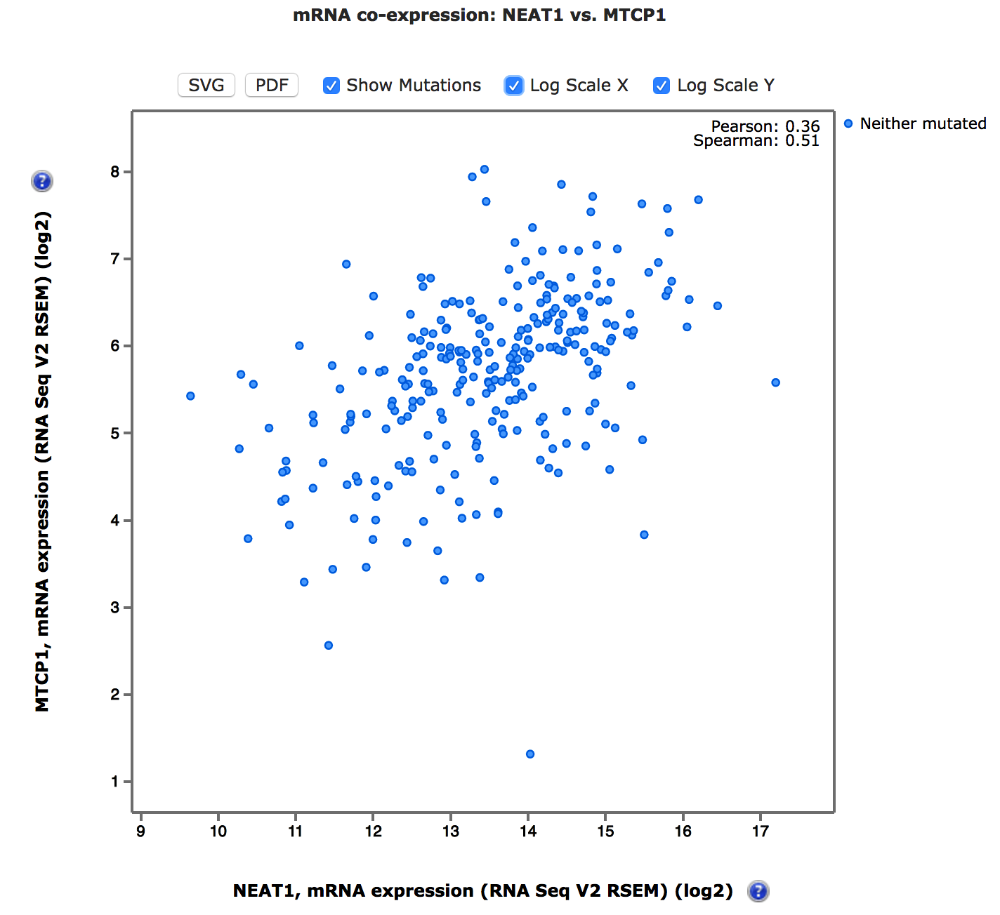 mRNA co-expression: NEAT1 vs. MTCP1
SVG PDF Show Mutations Log Scale X Log Scale Y
Pearson: 0.36
Spearman: 0.51
Neither mutated
?
MTCP1, mRNA expression (RNA Seq V2 RSEM) (log2)
8
7
6
5
4
3
2
1
9 10 11 12 13 14 15 16 17
NEAT1, mRNA expression (RNA Seq V2 RSEM) (log2) ?